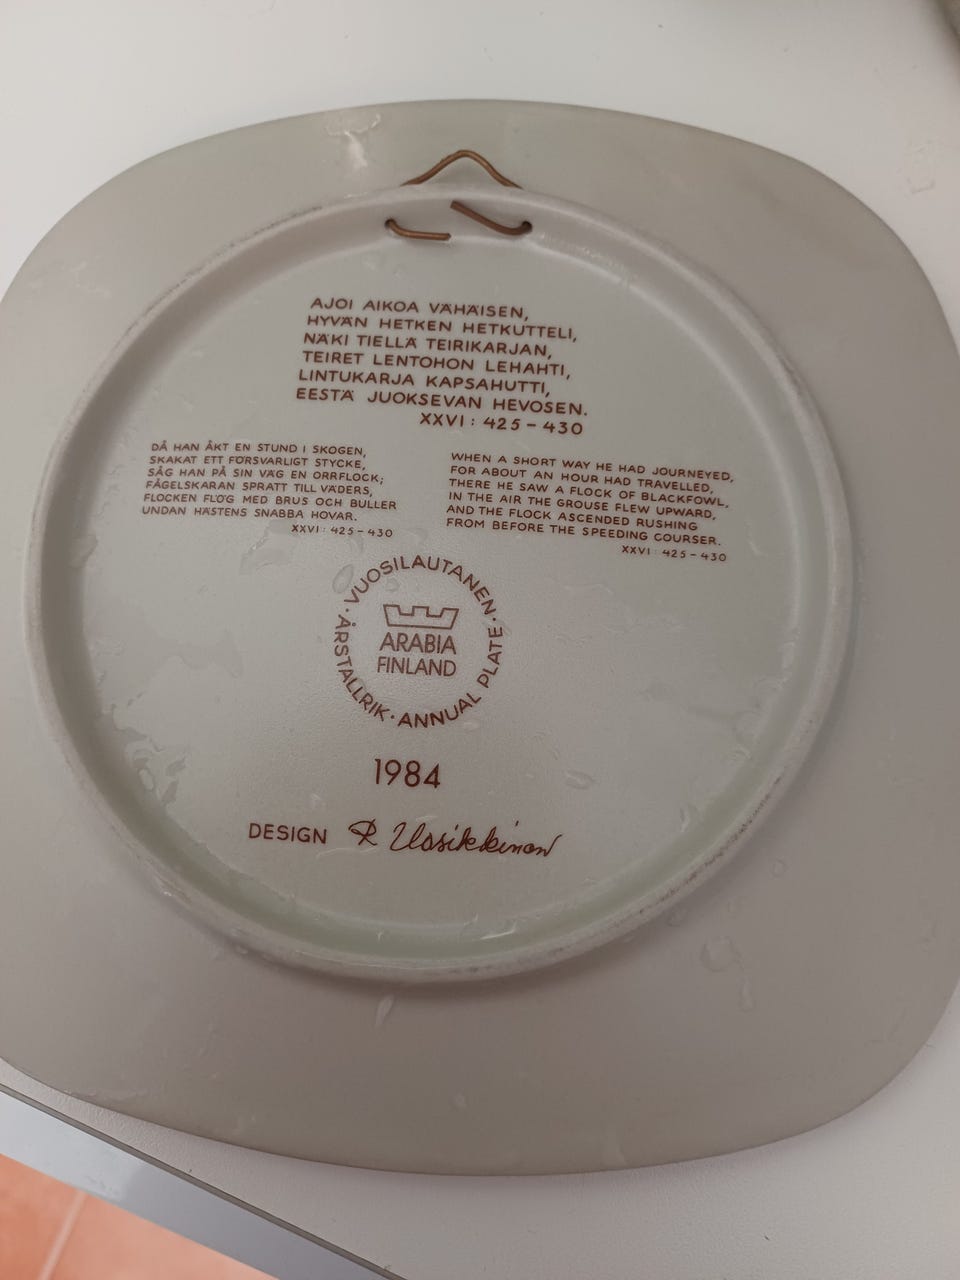 AJOI AIKOA VÄHÄISEN,
HYVÄN HETKEN HETKUTTELI,
NÄKI TIELLÄ TEIRIKARJAN,
TEIRET LENTOHON LEHAHTI,
LINTUKARJA KAPSAHUTTI,
EESTÄ JUOKSEVAN HEVOSEN.
XXVI: 425-430
DÅ HAN ÅKT EN STUND I SKOGEN,
SKAKAT ETT FÖRSVARLIGT STYCKE,
SÅG HAN PÅ SIN VÄG EN ORRFLOCK;
FÅGELSKARAN SPRATT TILL VÄDERS,
FLOCKEN FLÖG MED BRUS OCH BULLER
UNDAN HÄSTENS SNABBA HOVAR.
XXVI: 425-430
WHEN A SHORT WAY HE HAD JOURNEYED,
FOR ABOUT AN HOUR HAD TRAVELLED,
THERE HE SAW A FLOCK OF BLACKFOWL,
IN THE AIR THE GROUSE FLEW UPWARD,
AND THE FLOCK ASCENDED RUSHING
FROM BEFORE THE SPEEDING COURSER.
XXVI: 425-430
VUOSILAUTANEN · ANNUAL PLATE · ÅRSTALLRIK ·
ARABIA
FINLAND
1984
DESIGN R Uosikkinen